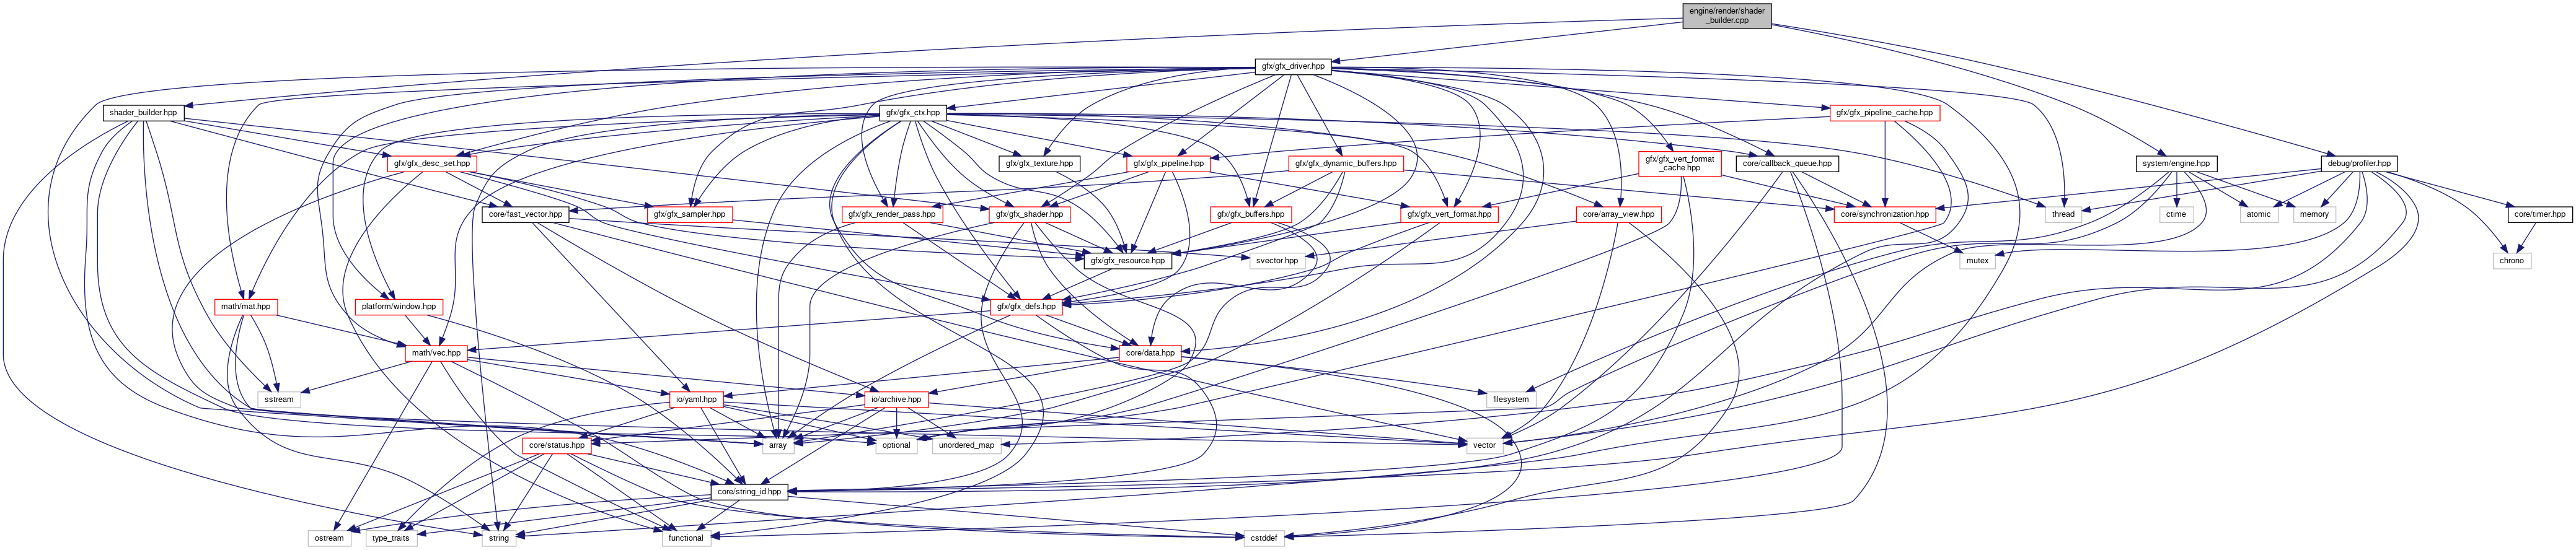 engine/render/shader
_builder.cpp
gfx/gfx_driver.hpp
shader_builder.hpp
gfx/gfx_ctx.hpp
gfx/gfx_pipeline_cache.hpp
gfx/gfx_desc_set.hpp
gfx/gfx_texture.hpp
gfx/gfx_pipeline.hpp
gfx/gfx_dynamic_buffers.hpp
gfx/gfx_vert_format
_cache.hpp
core/callback_queue.hpp
system/engine.hpp
debug/profiler.hpp
core/fast_vector.hpp
gfx/gfx_sampler.hpp
gfx/gfx_render_pass.hpp
gfx/gfx_shader.hpp
gfx/gfx_buffers.hpp
gfx/gfx_vert_format.hpp
core/array_view.hpp
core/synchronization.hpp
thread
ctime
atomic
memory
core/timer.hpp
gfx/gfx_resource.hpp
svector.hpp
mutex
chrono
math/mat.hpp
platform/window.hpp
gfx/gfx_defs.hpp
math/vec.hpp
core/data.hpp
sstream
io/yaml.hpp
io/archive.hpp
filesystem
core/status.hpp
array
optional
unordered_map
vector
core/string_id.hpp
ostream
type_traits
string
functional
cstddef